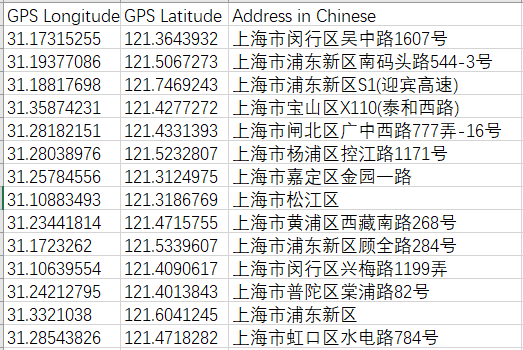 GPS Longitude GPS Latitude Address in Chinese
31.17315255 121.3643932 上海市闵行区吴中路1607号
31.19377086 121.5067273 上海市浦东新区南码头路544-3号
31.18817698 121.7469243 上海市浦东新区S1(迎宾高速)
31.35874231 121.4277272 上海市宝山区X110(泰和西路)
31.28182151 121.4331393 上海市闸北区广中西路777弄-16号
31.28038976 121.5232807 上海市杨浦区控江路1171号
31.25784556 121.3124975 上海市嘉定区金园一路
31.10883493 121.3186769 上海市松江区
31.23441814 121.4715755 上海市黄浦区西藏南路268号
31.1723262 121.5339607 上海市浦东新区顾全路284号
31.10639554 121.4090617 上海市闵行区兴梅路1199弄
31.24212795 121.4013843 上海市普陀区棠浦路82号
31.3321038 121.6041245 上海市浦东新区
31.28543826 121.4718282 上海市虹口区水电路784号